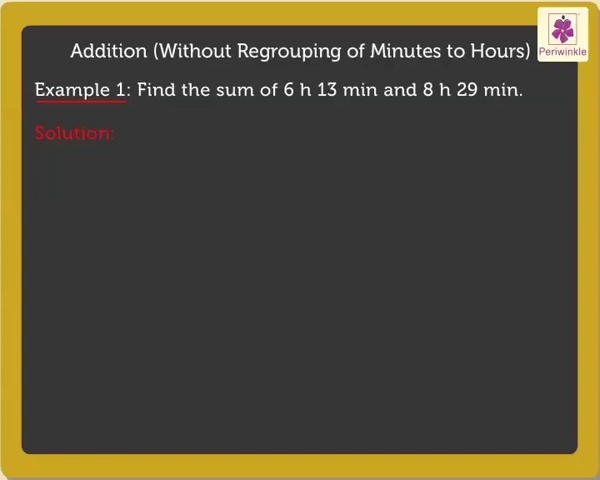 Addition (Without Regrouping of Minutes to Hours)
Periwinkle
Example 1: Find the sum of 6 h 13 min and 8 h 29 min.
Solution: